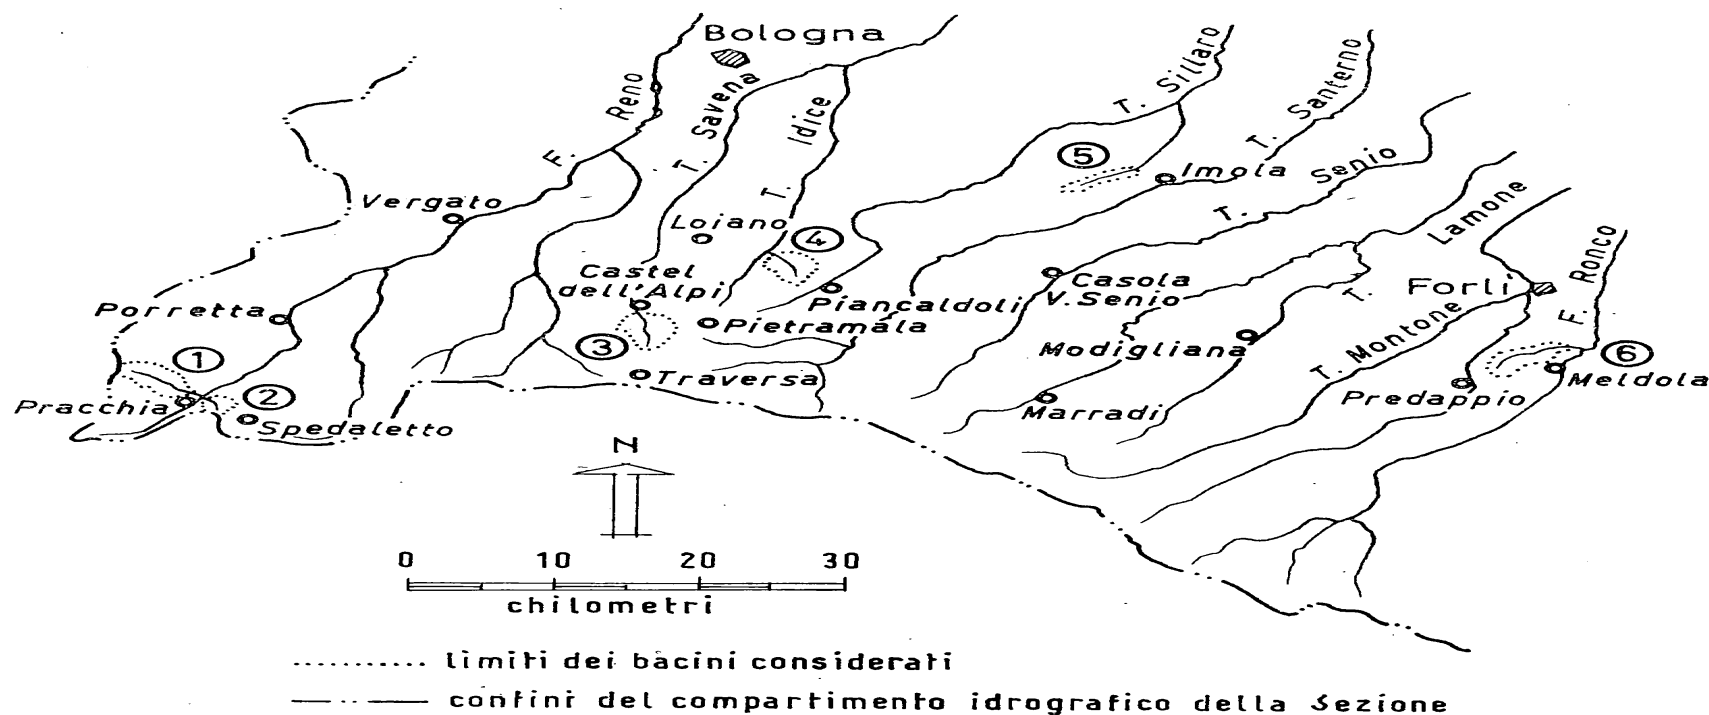 Bologna
F. Reno
T. Savena
T. Idice
T. Sillaro
T. Santerno
T. Senio
Lamone
T.
F. Ronco
T. Montone
Vergato
Loiano
4
5
Imola
Castel
dell'Alpi
Piancaldoli
Casola
V. Senio
Forlí
Porretta
Pietramála
3
Traversa
Modigliana
1
2
Pracchia
Spedaletto
Marradi
Predappio
6
Meldola
N
0 10 20 30
chilometri
limiti dei bacini considerati
confini del compartimento idrografico della Sezione